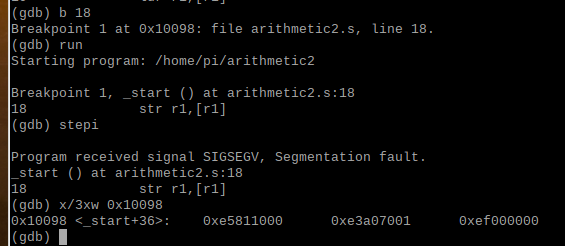 (gdb) b 18
Breakpoint 1 at 0x10098: file arithmetic2.s, line 18.
(gdb) run
Starting program: /home/pi/arithmetic2
Breakpoint 1, _start () at arithmetic2.s:18
18 str r1,[r1]
(gdb) stepi
Program received signal SIGSEGV, Segmentation fault.
_start () at arithmetic2.s:18
18 str r1,[r1]
(gdb) x/3xw 0x10098
0x10098 <_start+36>: 0xe5811000 0xe3a07001 0xef000000
(gdb)